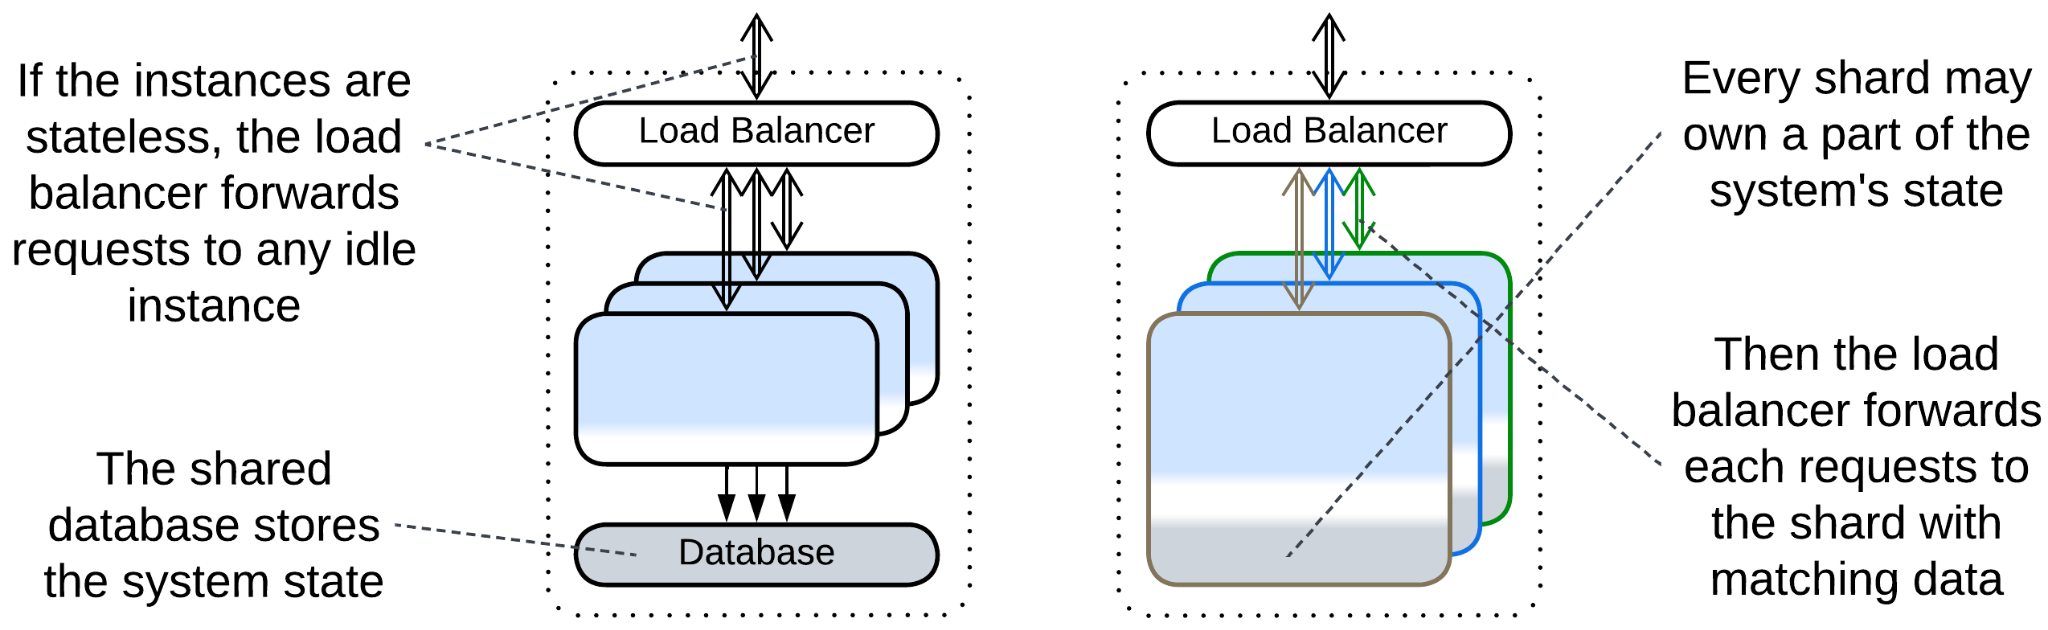 If the instances are
stateless, the load
balancer forwards
requests to any idle
instance
The shared
database stores
the system state
Load Balancer
Database
Load Balancer
Every shard may
own a part of the
system's state
Then the load
balancer forwards
each requests to
the shard with
matching data